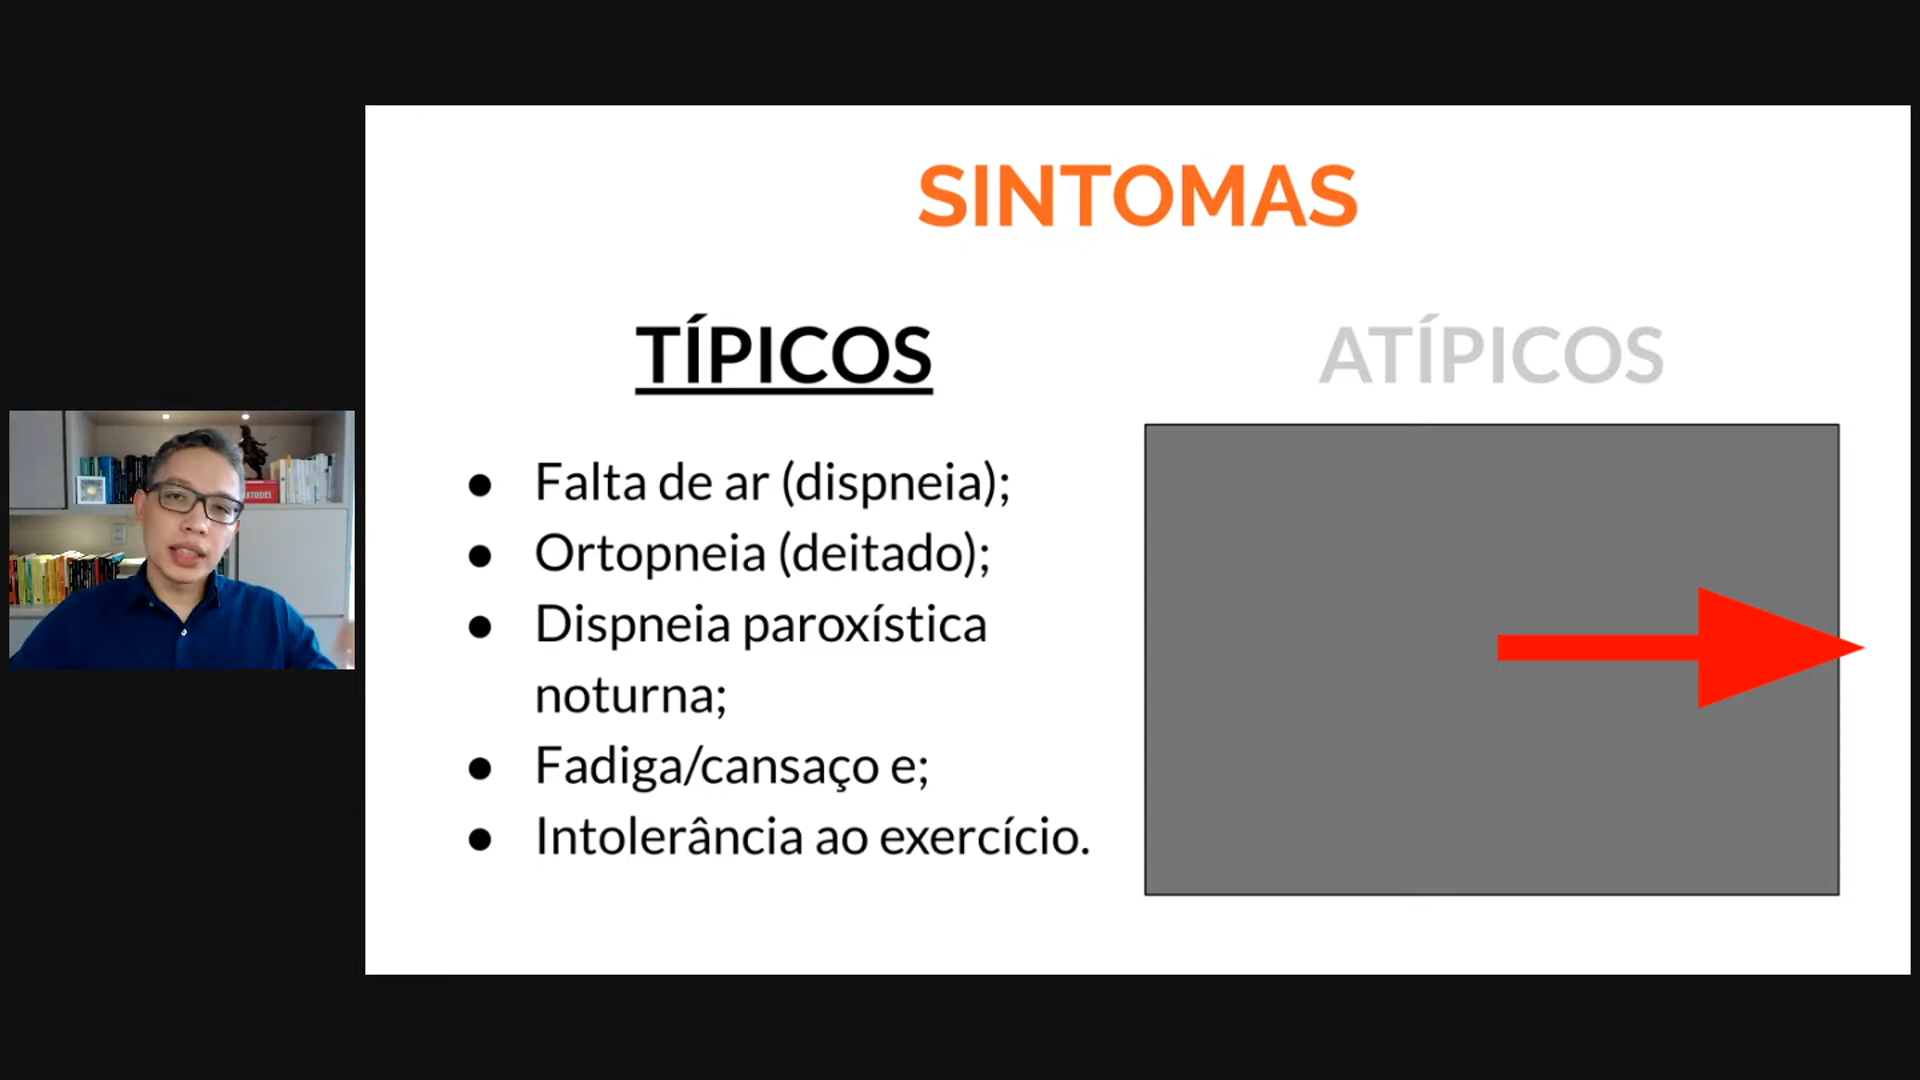 SINTOMAS
TÍPICOS
ATÍPICOS
● Falta de ar (dispneia);
● Ortopneia (deitado);
● Dispneia paroxística
noturna;
● Fadiga/cansaço e;
● Intolerância ao exercício.